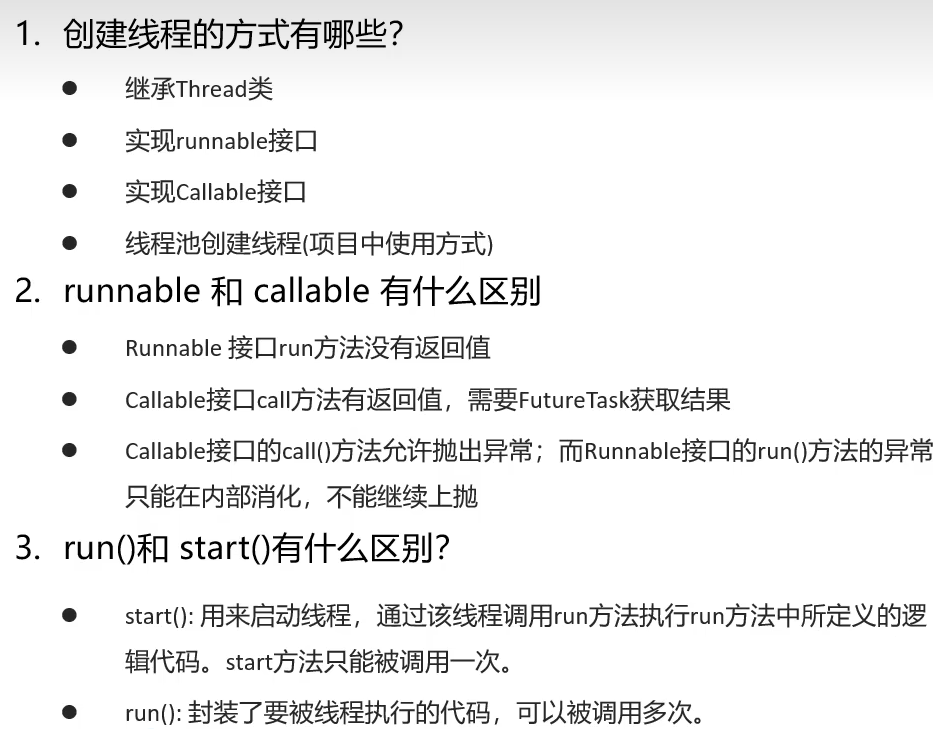 1. 创建线程的方式有哪些？
● 继承Thread类
● 实现runnable接口
● 实现Callable接口
● 线程池创建线程(项目中使用方式)
2. runnable 和 callable 有什么区别
● Runnable 接口run方法没有返回值
● Callable接口call方法有返回值，需要FutureTask获取结果
● Callable接口的call()方法允许抛出异常；而Runnable接口的run()方法的异常
只能在内部消化，不能继续上抛
3. run()和 start()有什么区别？
● start(): 用来启动线程，通过该线程调用run方法执行run方法中所定义的逻
辑代码。start方法只能被调用一次。
● run(): 封装了要被线程执行的代码，可以被调用多次。